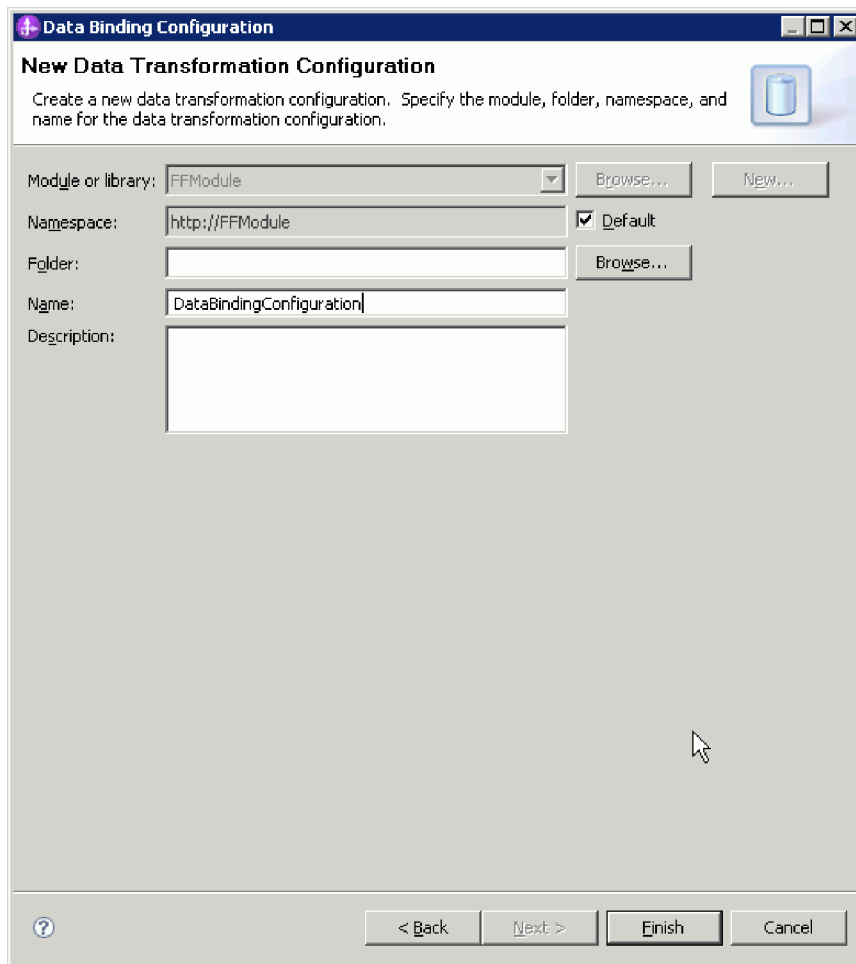 Data Binding Configuration
New Data Transformation Configuration
Create a new data transformation configuration. Specify the module, folder, namespace, and
name for the data transformation configuration.
Module or library: FFModule Browse... New...
Namespace: http://FFModule Default
Folder: Browse...
Name: DataBindingConfiguration
Description:
? < Back Next > Finish Cancel